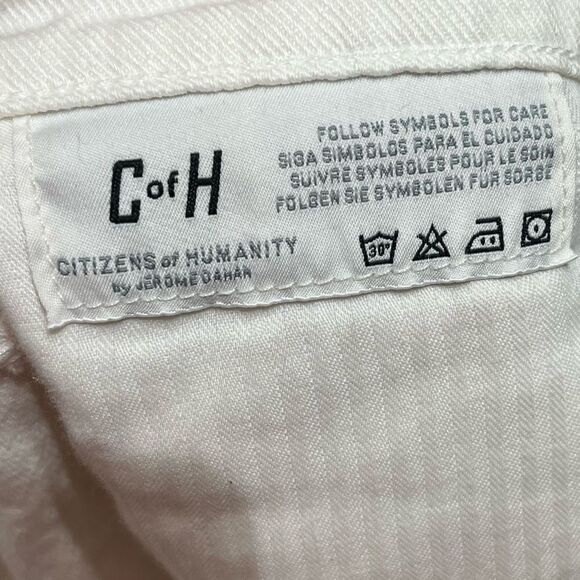 C of H
CITIZENS of HUMANITY
by JEROME DAHAN
FOLLOW SYMBOLS FOR CARE
SIGA SIMBOLOS PARA EL CUIDADO
SUIVRE SYMBOLES POUR LE SOIN
FOLGEN SIE SYMBOLEN FUR SORGE
30°